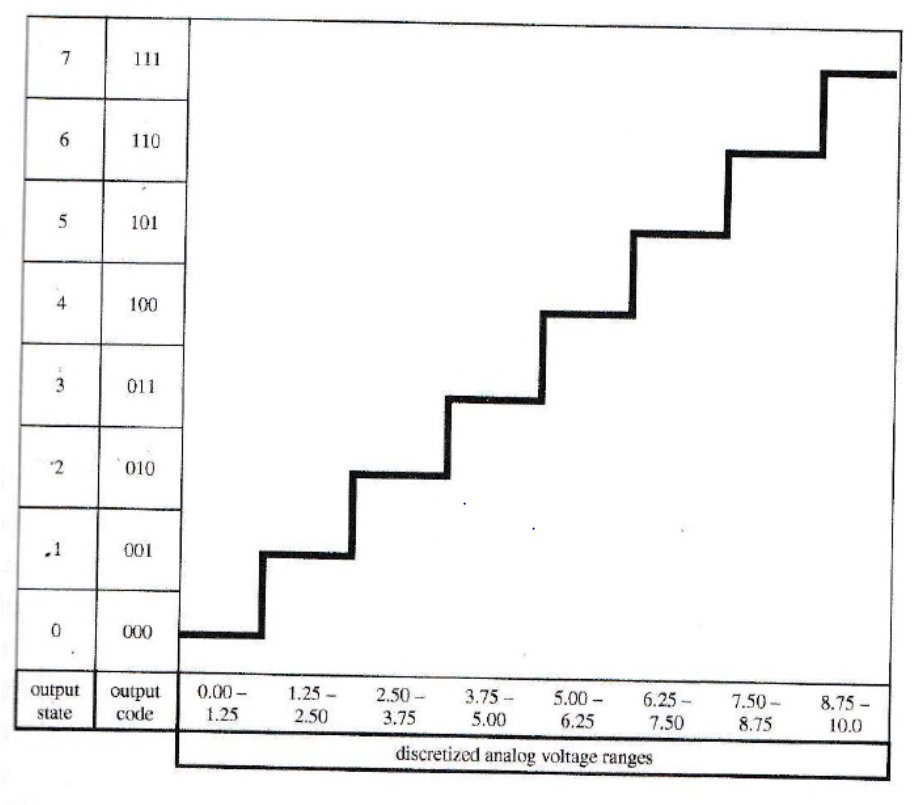 7 111
6 110
5 101
4 100
3 011
2 010
1 001
0 000
output output 0.00 – 1.25 – 2.50 – 3.75 – 5.00 – 6.25 – 7.50 – 8.75 –
state code 1.25 2.50 3.75 5.00 6.25 7.50 8.75 10.0
discretized analog voltage ranges